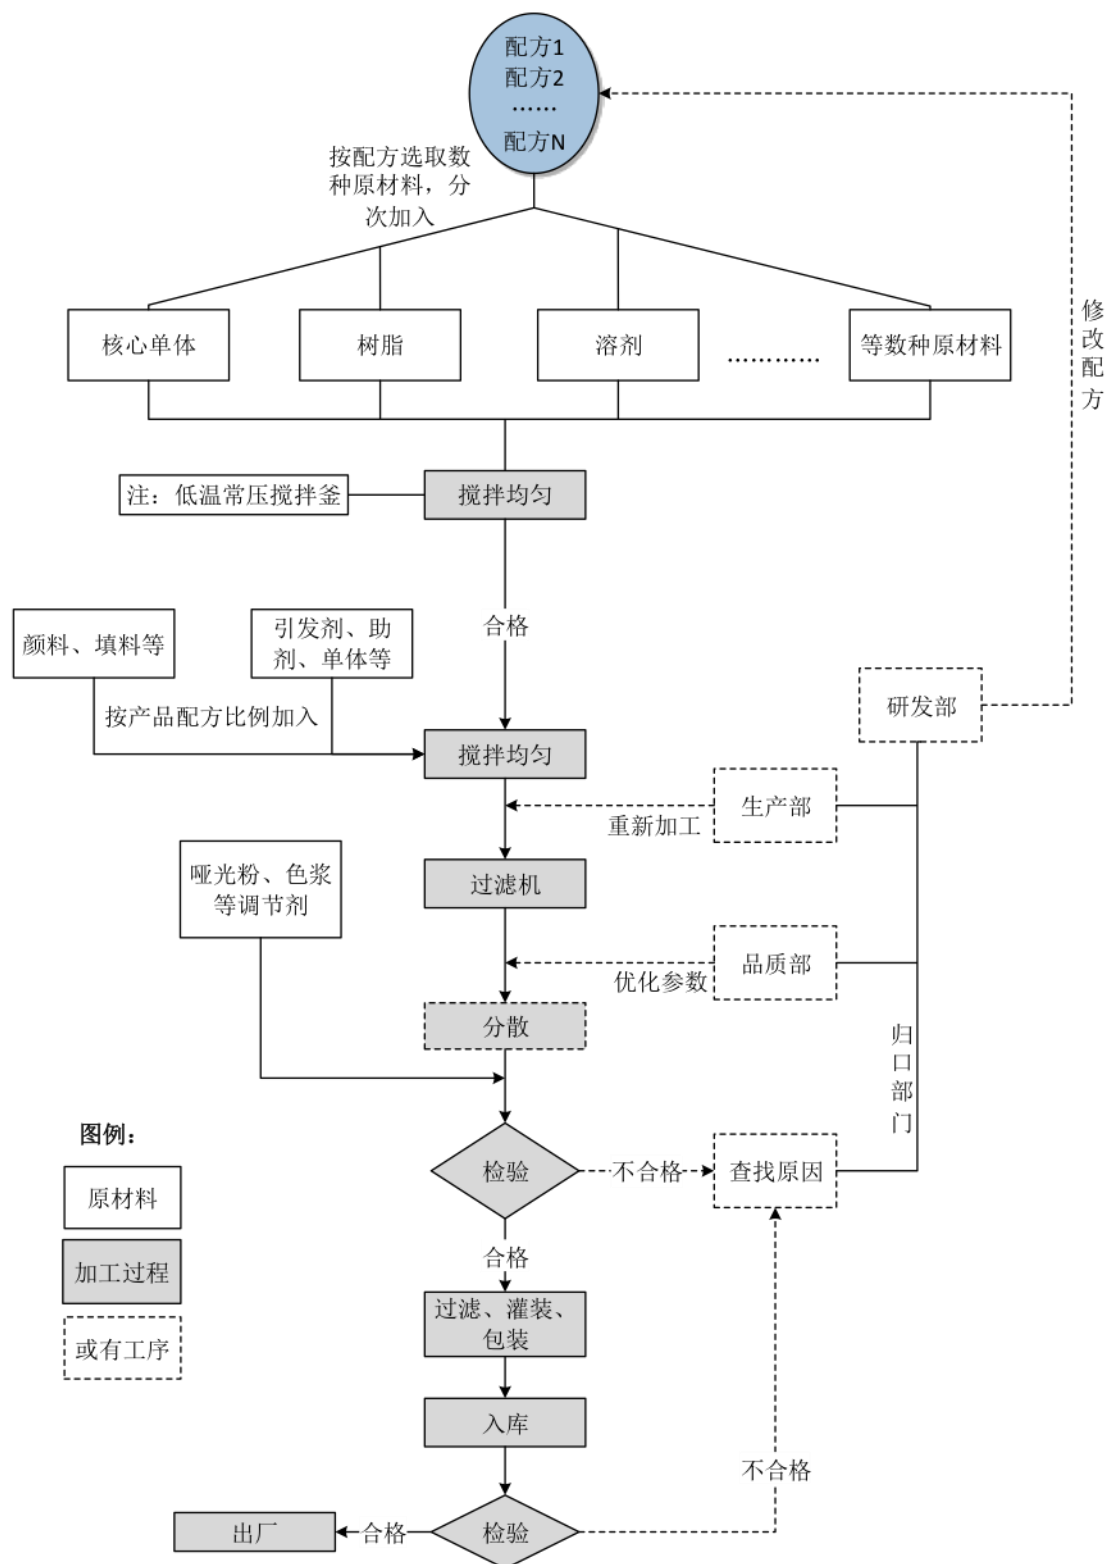 配方1
配方2
……
配方N
按配方选取数
种原材料，分
次加入
核心单体
树脂
溶剂
…………
等数种原材料
修改配方
注：低温常压搅拌釜
搅拌均匀
合格
颜料、填料等
引发剂、助
剂、单体等
按产品配方比例加入
搅拌均匀
研发部
生产部
重新加工
哑光粉、色浆
等调节剂
过滤机
品质部
优化参数
分散
归口部门
图例：
原材料
加工过程
或有工序
检验
不合格
查找原因
合格
过滤、灌装、
包装
入库
不合格
检验
合格
出厂